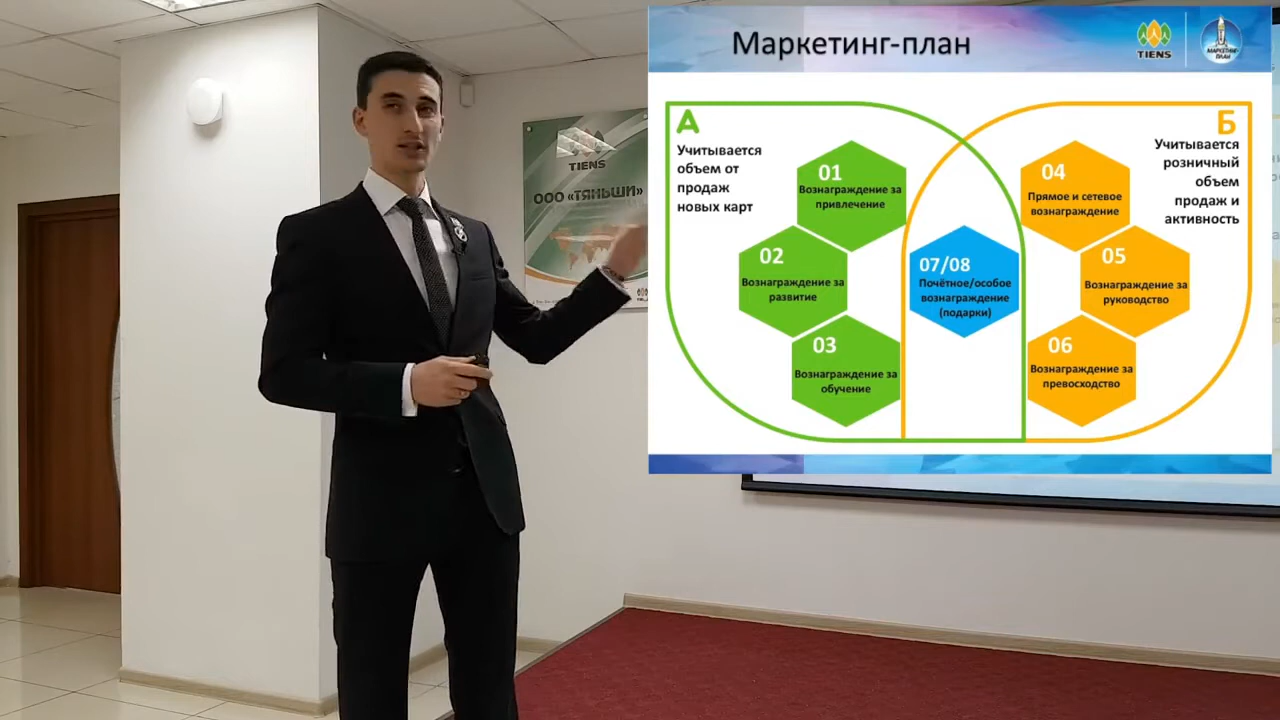 Маркетинг-план
TIENS
МАРКЕТИНГ-
ПЛАН
А
Учитывается
объем от
продаж
новых карт
01
Вознаграждение за
привлечение
02
Вознаграждение за
развитие
03
Вознаграждение за
обучение
07/08
Почётное/особое
вознаграждение
(подарки)
04
Прямое и сетевое
вознаграждение
05
Вознаграждение за
руководство
06
Вознаграждение за
превосходство
Б
Учитывается
розничный
объем
продаж и
активность
TIENS
ООО «ТЯНЬШИ»